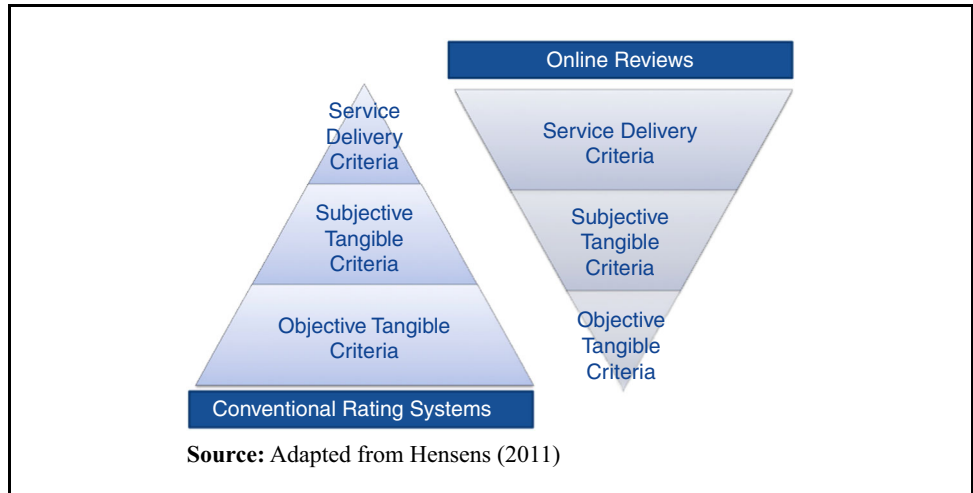 Online Reviews
Service
Delivery
Criteria
Subjective
Tangible
Criteria
Objective Tangible
Criteria
Conventional Rating Systems
Service Delivery
Criteria
Subjective
Tangible
Criteria
Objective
Tangible
Criteria
Source: Adapted from Hensens (2011)